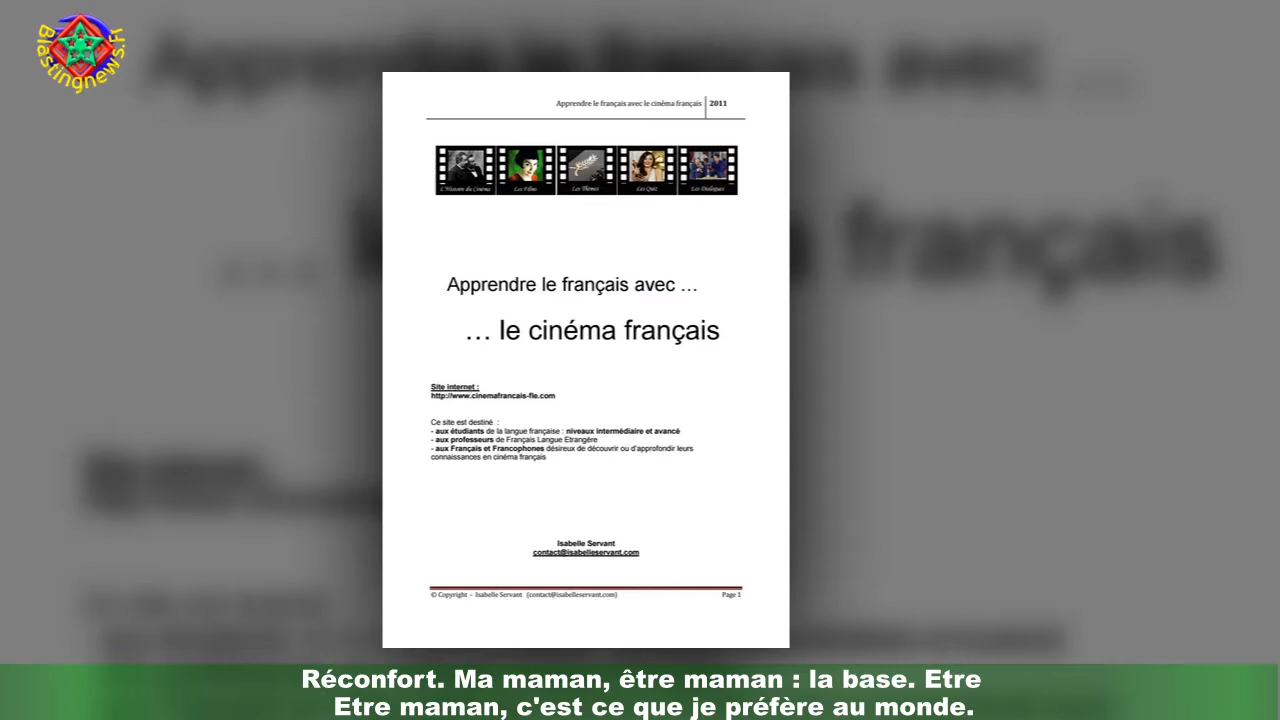 Blastingnews.Fr
Apprendre le français avec le cinéma français 2011
L'Histoire du Cinéma Les Films Les Thèmes Les Quiz Les Dialogues
Apprendre le français avec …
… le cinéma français
Site internet :
http://www.cinemafrancais-fle.com
Ce site est destiné :
- aux étudiants de la langue française : niveaux intermédiaire et avancé
- aux professeurs de Français Langue Etrangère
- aux Français et Francophones désireux de découvrir ou d'approfondir leurs
connaissances en cinéma français
Isabelle Servant
contact@isabelleservant.com
© Copyright - Isabelle Servant (contact@isabelleservant.com) Page 1
Réconfort. Ma maman, être maman : la base. Etre
Etre maman, c'est ce que je préfère au monde.